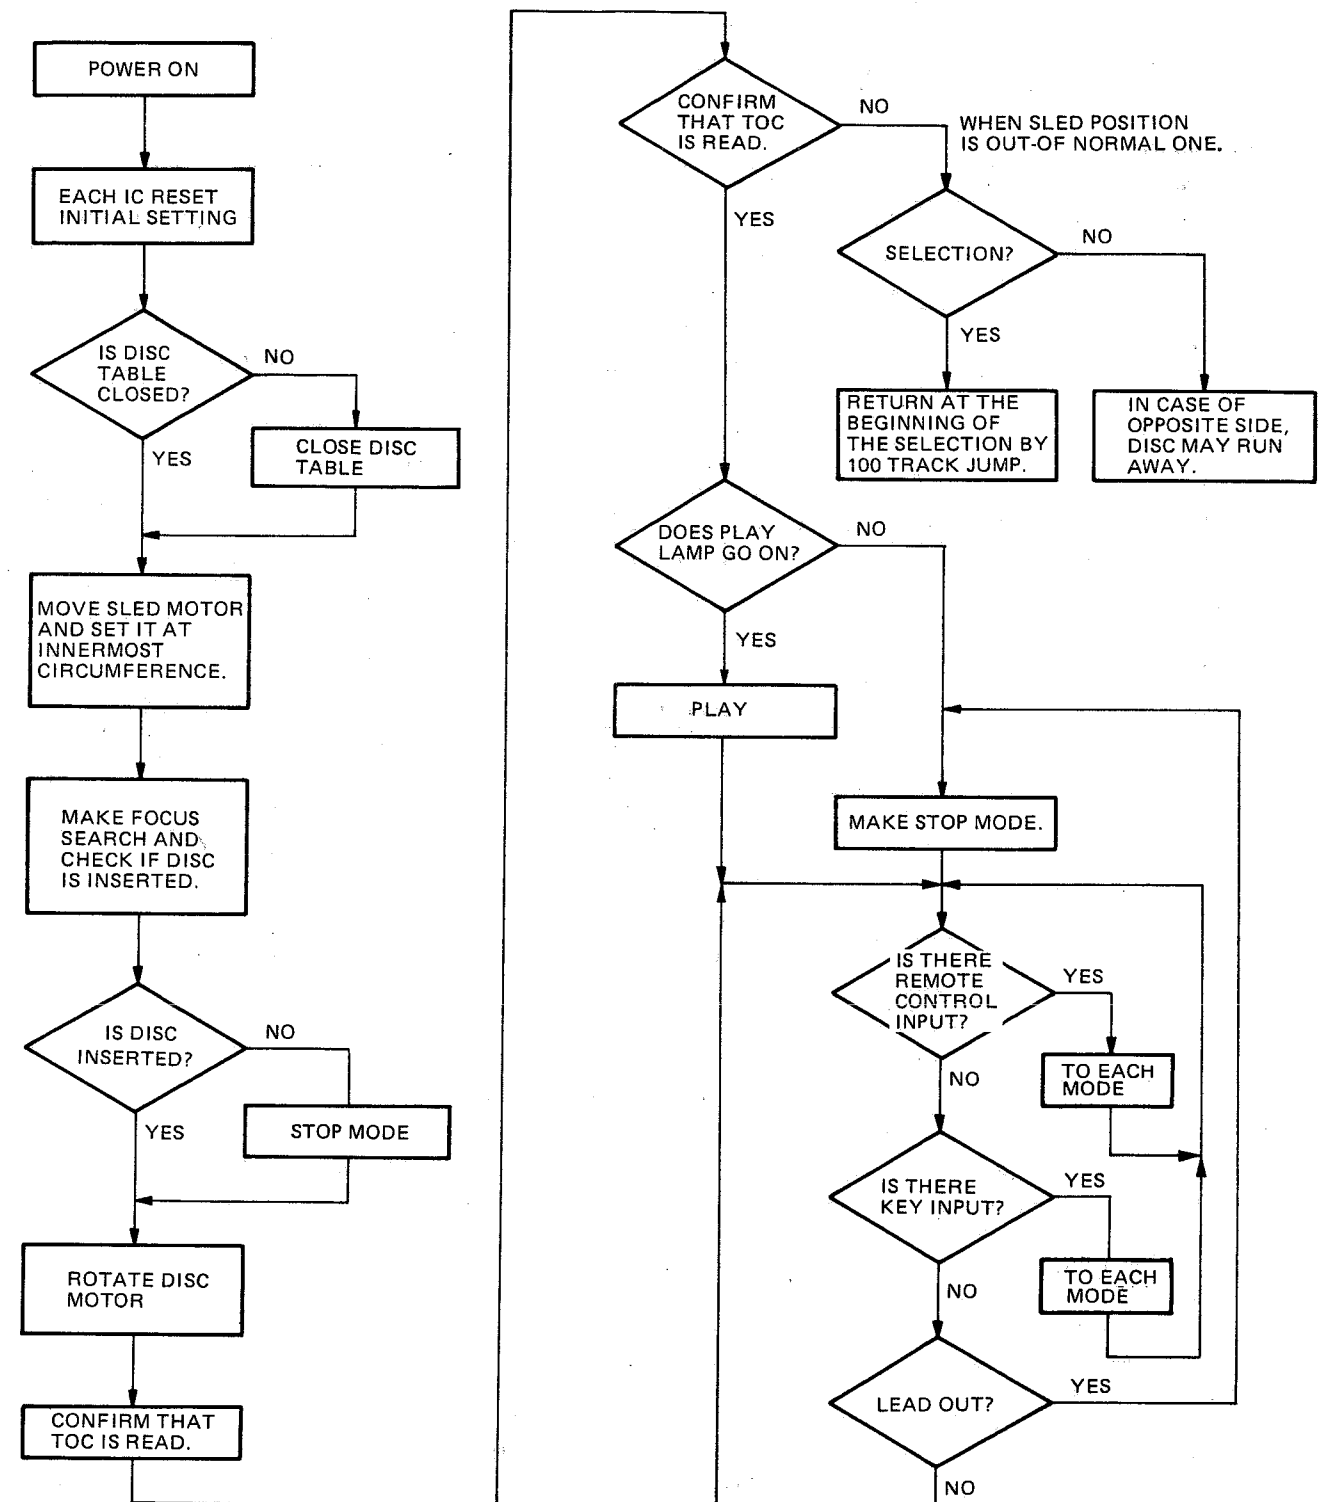 POWER ON
EACH IC RESET
INITIAL SETTING
IS DISC
TABLE
CLOSED?
NO
YES
CLOSE DISC
TABLE
MOVE SLED MOTOR
AND SET IT AT
INNERMOST
CIRCUMFERENCE.
MAKE FOCUS
SEARCH AND
CHECK IF DISC
IS INSERTED.
IS DISC
INSERTED?
NO
YES
STOP MODE
ROTATE DISC
MOTOR
CONFIRM THAT
TOC IS READ.
CONFIRM
THAT TOC
IS READ.
NO
YES
WHEN SLED POSITION
IS OUT-OF NORMAL ONE.
SELECTION?
NO
YES
RETURN AT THE
BEGINNING OF
THE SELECTION BY
100 TRACK JUMP.
IN CASE OF
OPPOSITE SIDE,
DISC MAY RUN
AWAY.
DOES PLAY
LAMP GO ON?
NO
YES
PLAY
MAKE STOP MODE.
IS THERE
REMOTE
CONTROL
INPUT?
YES
NO
TO EACH
MODE
IS THERE
KEY INPUT?
YES
NO
TO EACH
MODE
LEAD OUT?
YES
NO